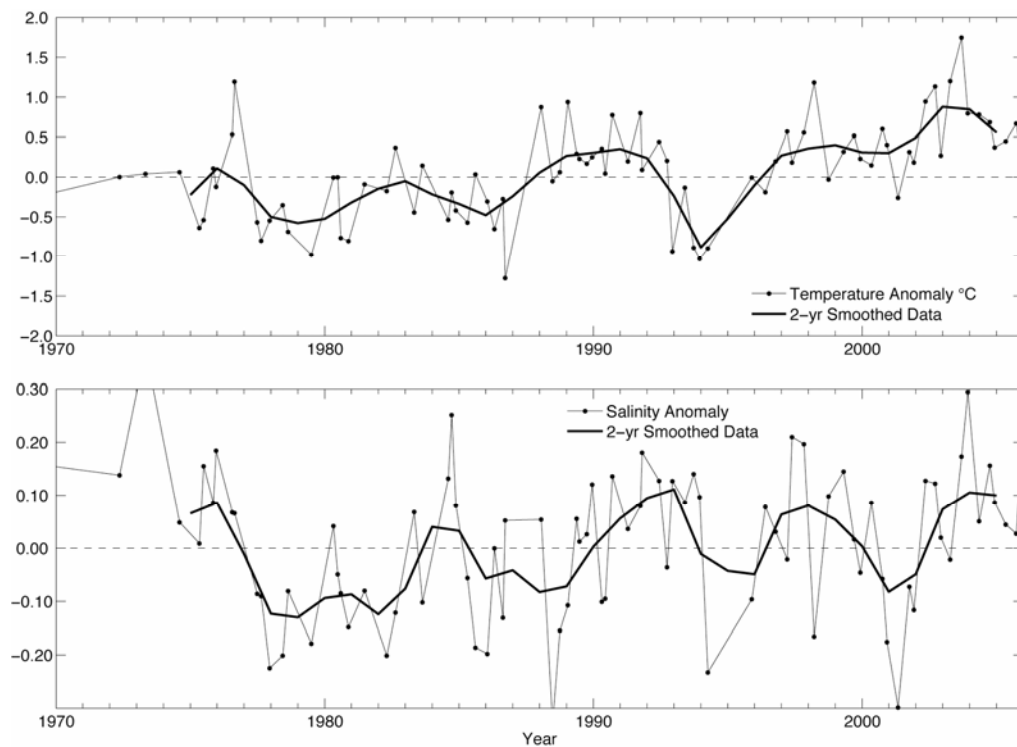 2.0
1.5
1.0
0.5
0.0
−0.5
−1.0
−1.5
−2.0
Temperature Anomaly °C
2−yr Smoothed Data
1970 1980 1990 2000
0.30
0.20
0.10
0.00
−0.10
−0.20
Salinity Anomaly
2−yr Smoothed Data
1970 1980 1990 2000
Year